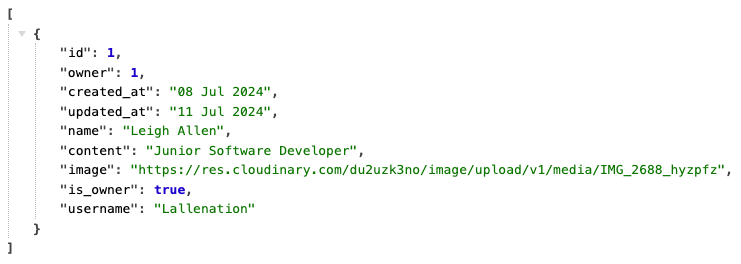 [
{
"id": 1,
"owner": 1,
"created_at": "08 Jul 2024",
"updated_at": "11 Jul 2024",
"name": "Leigh Allen",
"content": "Junior Software Developer",
"image": "https://res.cloudinary.com/du2uzk3no/image/upload/v1/media/IMG_2688_hyzpfz",
"is_owner": true,
"username": "Lallenation"
}
]